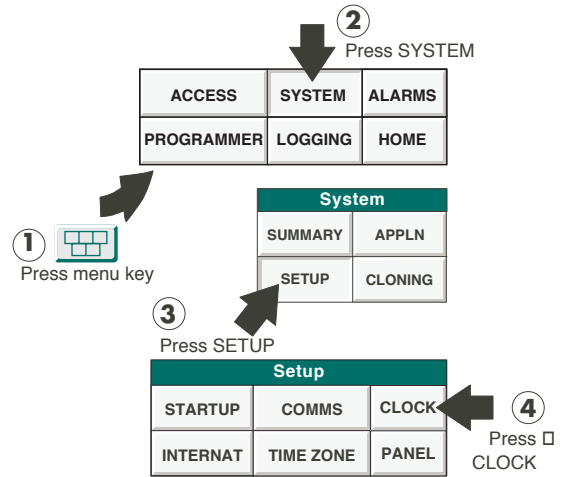 2
Press SYSTEM
ACCESS SYSTEM ALARMS
PROGRAMMER LOGGING HOME
1
Press menu key
System
SUMMARY APPLN
SETUP CLONING
3
Press SETUP
Setup
STARTUP COMMS CLOCK
INTERNAT TIME ZONE PANEL
4
Press □
CLOCK